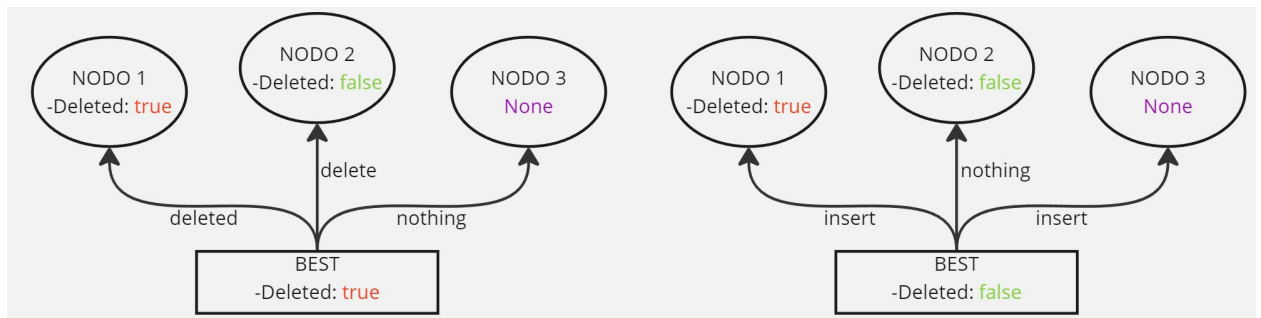 NODO 1
-Deleted: true
NODO 2
-Deleted: false
NODO 3
None
deleted
delete
nothing
BEST
-Deleted: true
NODO 1
-Deleted: true
NODO 2
-Deleted: false
NODO 3
None
insert
nothing
insert
BEST
-Deleted: false